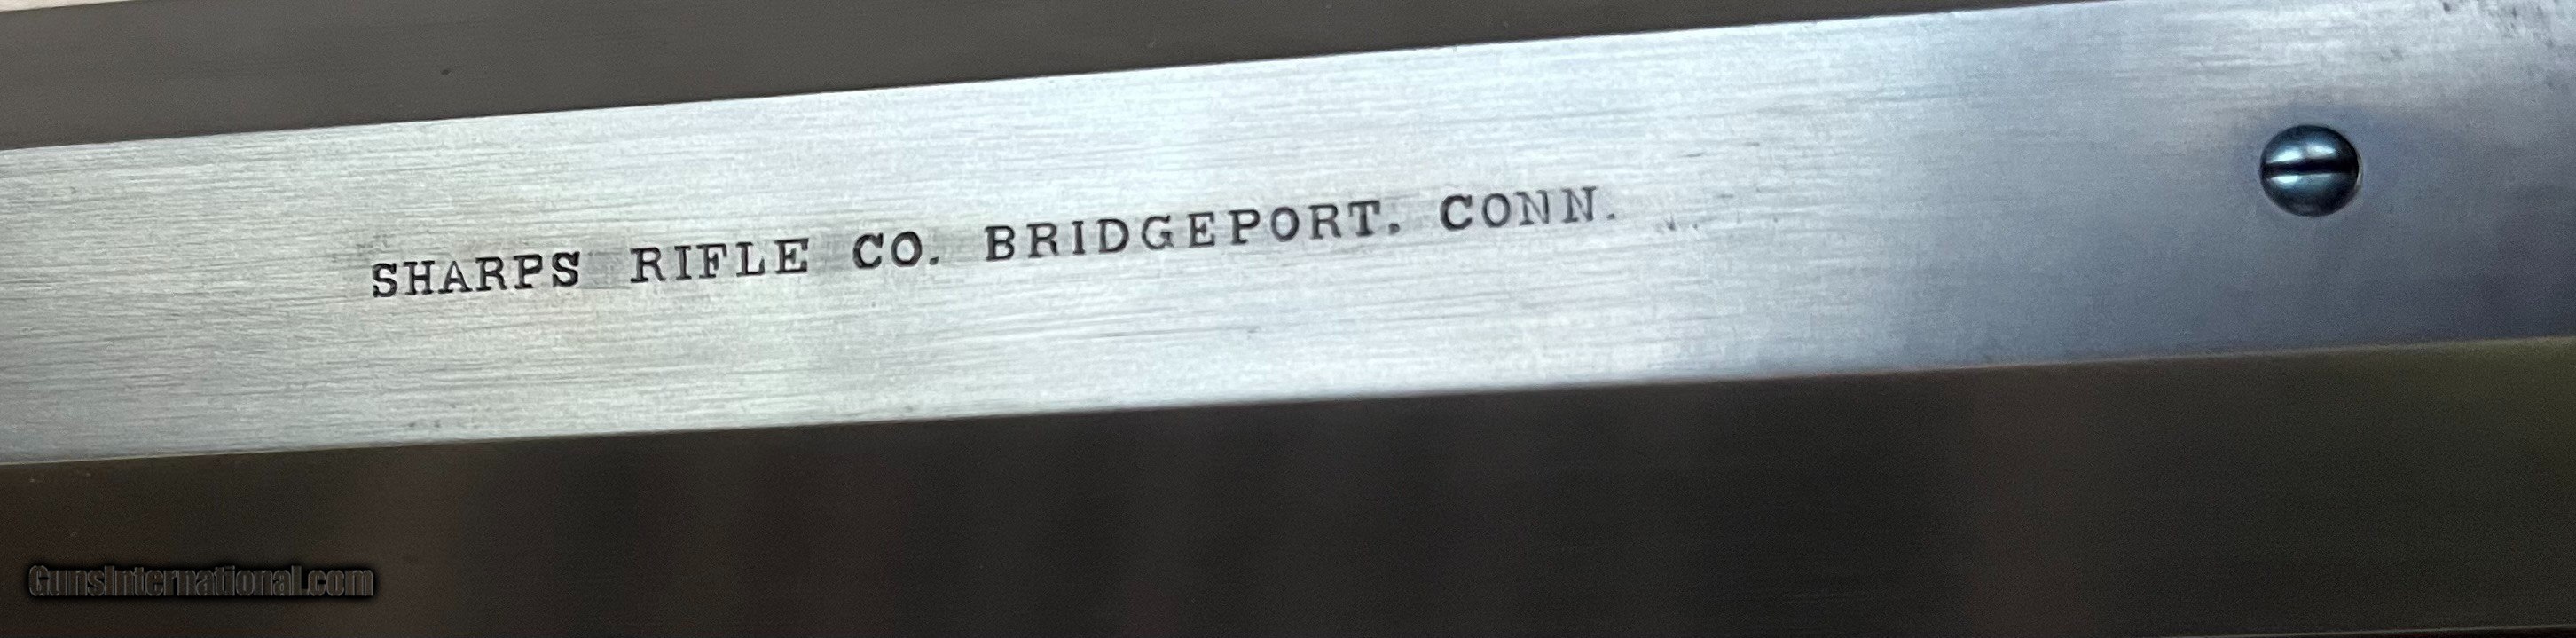 SHARPS RIFLE CO. BRIDGEPORT. CONN.
GunsInternational.com